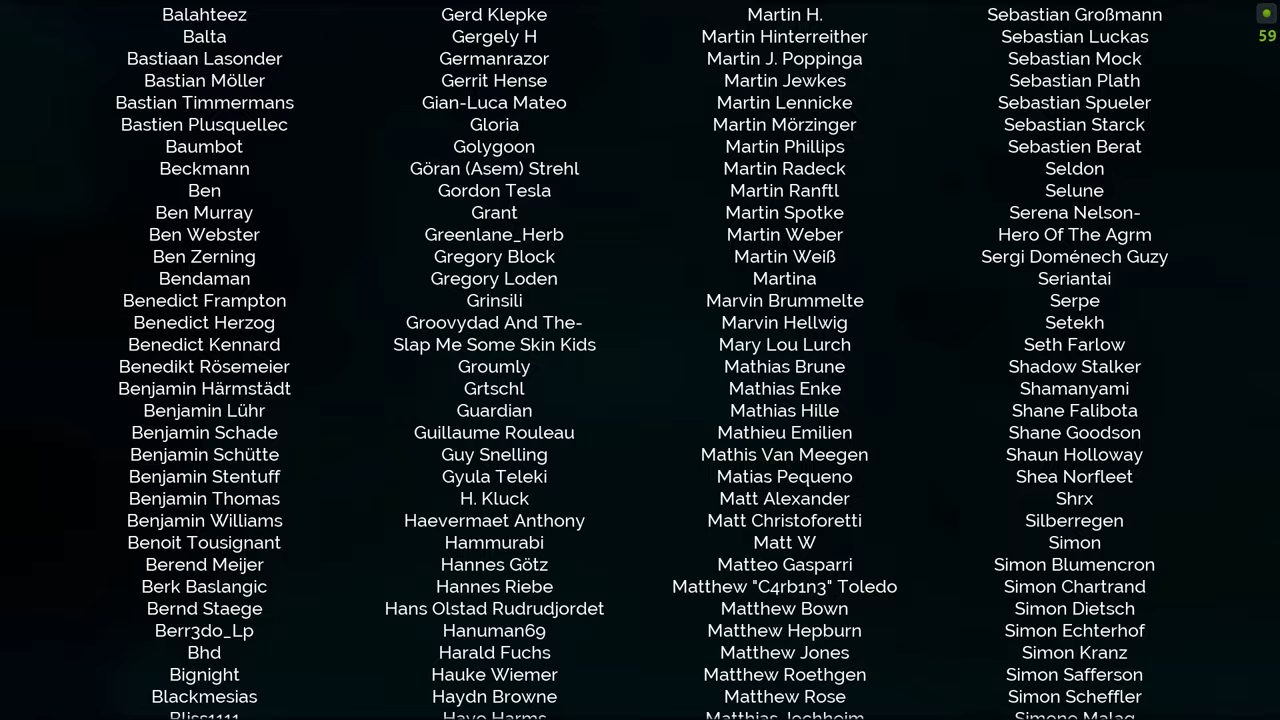 Balahteez
Balta
Bastiaan Lasonder
Bastian Möller
Bastian Timmermans
Bastien Plusquellec
Baumbot
Beckmann
Ben
Ben Murray
Ben Webster
Ben Zerning
Bendaman
Benedict Frampton
Benedict Herzog
Benedict Kennard
Benedikt Rösemeier
Benjamin Härmstädt
Benjamin Lühr
Benjamin Schade
Benjamin Schütte
Benjamin Stentuff
Benjamin Thomas
Benjamin Williams
Benoit Tousignant
Berend Meijer
Berk Baslangic
Bernd Staege
Berr3do_Lp
Bhd
Bignight
Blackmesias
Bliss1111
Gerd Klepke
Gergely H
Germanrazor
Gerrit Hense
Gian-Luca Mateo
Gloria
Golygoon
Göran (Asem) Strehl
Gordon Tesla
Grant
Greenlane_Herb
Gregory Block
Gregory Loden
Grinsili
Groovydad And The-
Slap Me Some Skin Kids
Groumly
Grtschl
Guardian
Guillaume Rouleau
Guy Snelling
Gyula Teleki
H. Kluck
Haevermaet Anthony
Hammurabi
Hannes Götz
Hannes Riebe
Hans Olstad Rudrudjordet
Hanuman69
Harald Fuchs
Hauke Wiemer
Haydn Browne
Hayo Harms
Martin H.
Martin Hinterreither
Martin J. Poppinga
Martin Jewkes
Martin Lennicke
Martin Mörzinger
Martin Phillips
Martin Radeck
Martin Ranftl
Martin Spotke
Martin Weber
Martin Weiß
Martina
Marvin Brummelte
Marvin Hellwig
Mary Lou Lurch
Mathias Brune
Mathias Enke
Mathias Hille
Mathieu Emilien
Mathis Van Meegen
Matias Pequeno
Matt Alexander
Matt Christoforetti
Matt W
Matteo Gasparri
Matthew "C4rb1n3" Toledo
Matthew Bown
Matthew Hepburn
Matthew Jones
Matthew Roethgen
Matthew Rose
Matthias Jochheim
Sebastian Großmann
Sebastian Luckas
Sebastian Mock
Sebastian Plath
Sebastian Spueler
Sebastian Starck
Sebastien Berat
Seldon
Selune
Serena Nelson-
Hero Of The Agrm
Sergi Doménech Guzy
Seriantai
Serpe
Setekh
Seth Farlow
Shadow Stalker
Shamanyami
Shane Falibota
Shane Goodson
Shaun Holloway
Shea Norfleet
Shrx
Silberregen
Simon
Simon Blumencron
Simon Chartrand
Simon Dietsch
Simon Echterhof
Simon Kranz
Simon Safferson
Simon Scheffler
Simone Malao
59